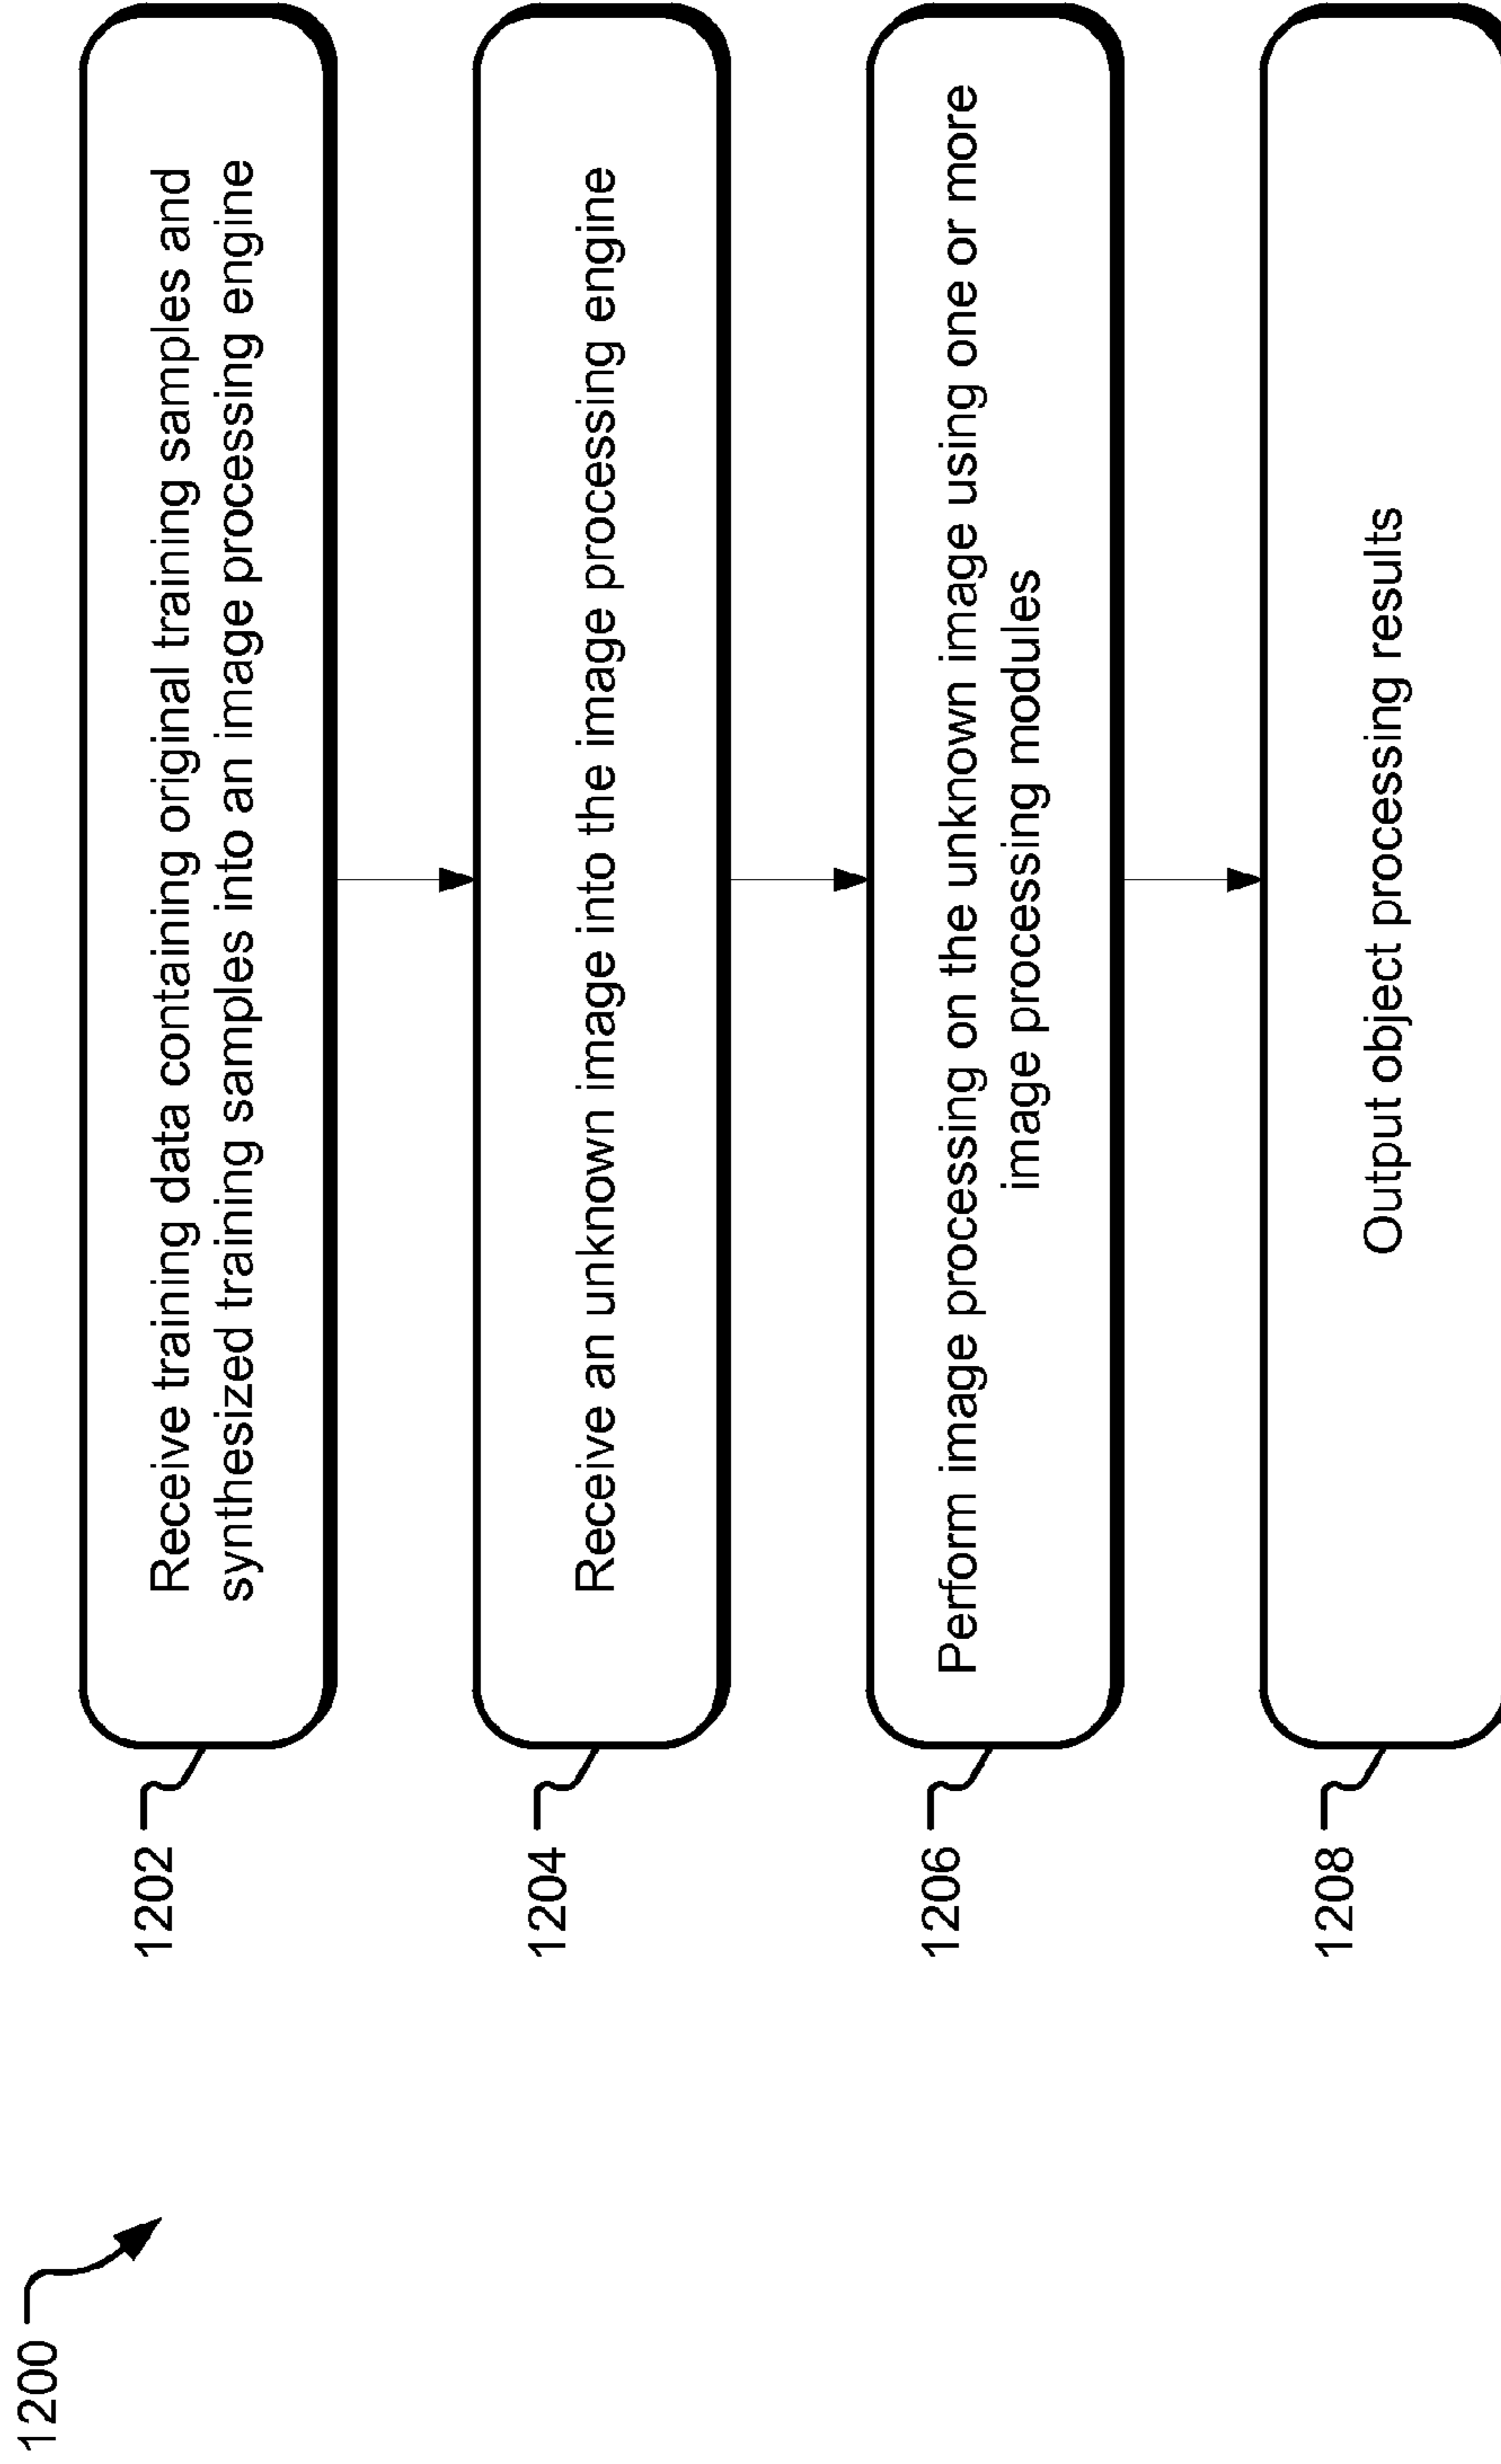 1200
1202
Receive training data containing original training samples and
synthesized training samples into an image processing engine
1204
Receive an unknown image into the image processing engine
1206
Perform image processing on the unknown image using one or more
image processing modules
1208
Output object processing results